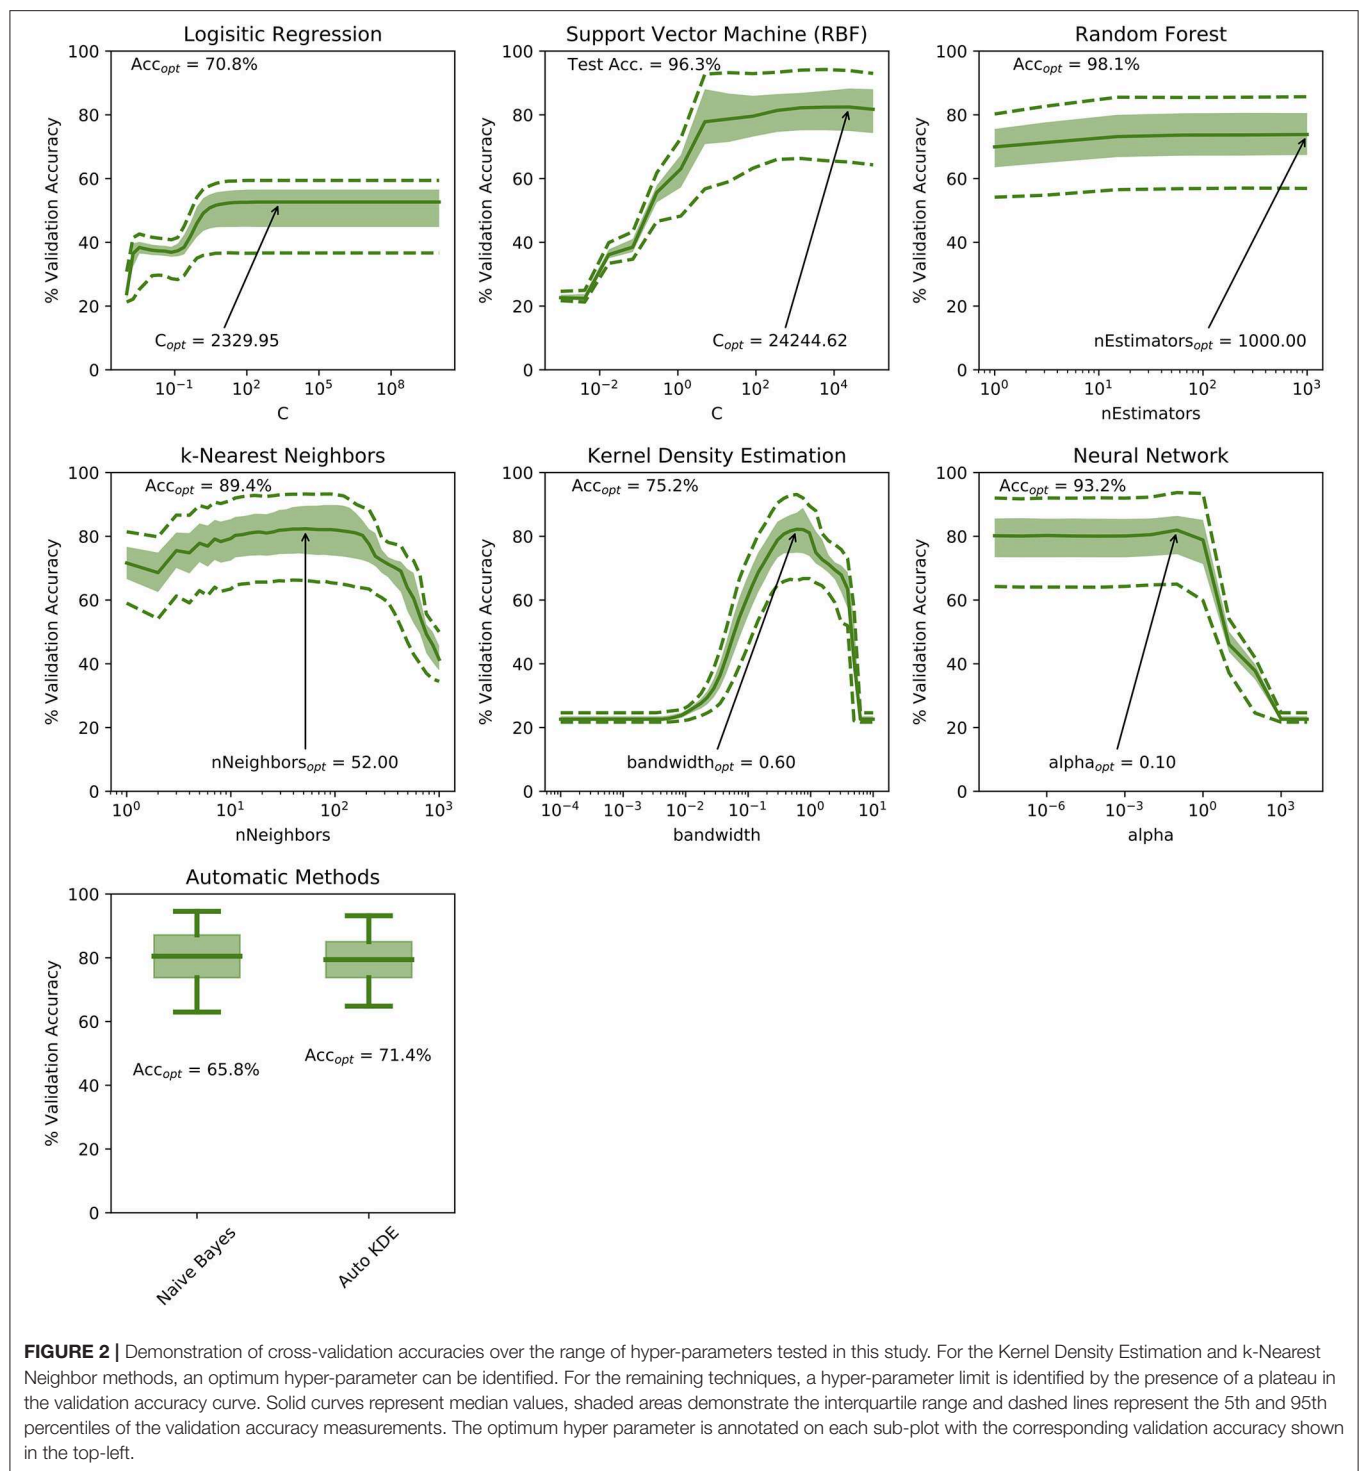 Logisitic Regression
100
80
60
40
20
0
% Validation Accuracy
Acc_opt = 70.8%
C_opt = 2329.95
10^-1 10^2 10^5 10^8
C
Support Vector Machine (RBF)
100
80
60
40
20
0
% Validation Accuracy
Test Acc. = 96.3%
C_opt = 24244.62
10^-2 10^0 10^2 10^4
C
Random Forest
100
80
60
40
20
0
% Validation Accuracy
Acc_opt = 98.1%
nEstimators_opt = 1000.00
10^0 10^1 10^2 10^3
nEstimators
k-Nearest Neighbors
100
80
60
40
20
0
% Validation Accuracy
Acc_opt = 89.4%
nNeighbors_opt = 52.00
10^0 10^1 10^2 10^3
nNeighbors
Kernel Density Estimation
100
80
60
40
20
0
% Validation Accuracy
Acc_opt = 75.2%
bandwidth_opt = 0.60
10^-4 10^-3 10^-2 10^-1 10^0 10^1
bandwidth
Neural Network
100
80
60
40
20
0
% Validation Accuracy
Acc_opt = 93.2%
alpha_opt = 0.10
10^-6 10^-3 10^0 10^3
alpha
Automatic Methods
100
80
60
40
20
0
% Validation Accuracy
Acc_opt = 65.8%
Acc_opt = 71.4%
Naive Bayes
Auto KDE
FIGURE 2 | Demonstration of cross-validation accuracies over the range of hyper-parameters tested in this study. For the Kernel Density Estimation and k-Nearest
Neighbor methods, an optimum hyper-parameter can be identified. For the remaining techniques, a hyper-parameter limit is identified by the presence of a plateau in
the validation accuracy curve. Solid curves represent median values, shaded areas demonstrate the interquartile range and dashed lines represent the 5th and 95th
percentiles of the validation accuracy measurements. The optimum hyper parameter is annotated on each sub-plot with the corresponding validation accuracy shown
in the top-left.